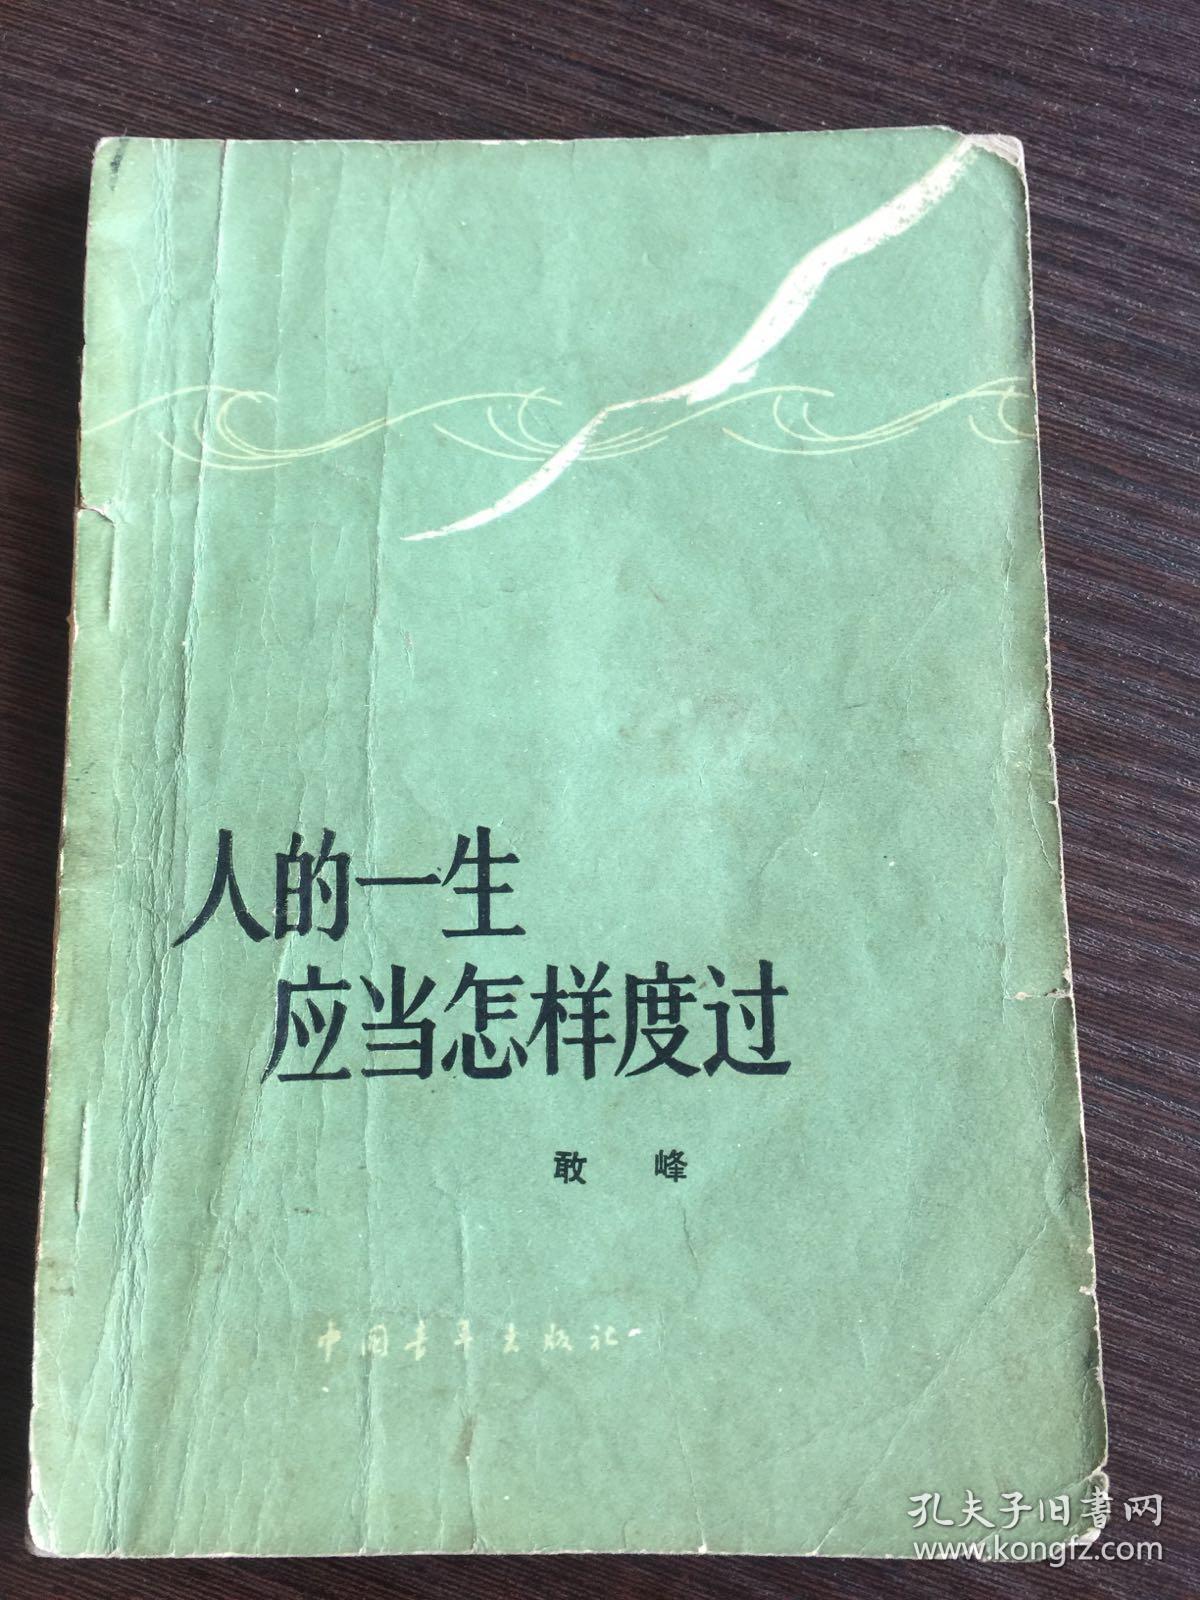 人的一生
应当怎样度过
敢 峰
中国青年出版社
孔夫子旧書网
www.kongfz.com